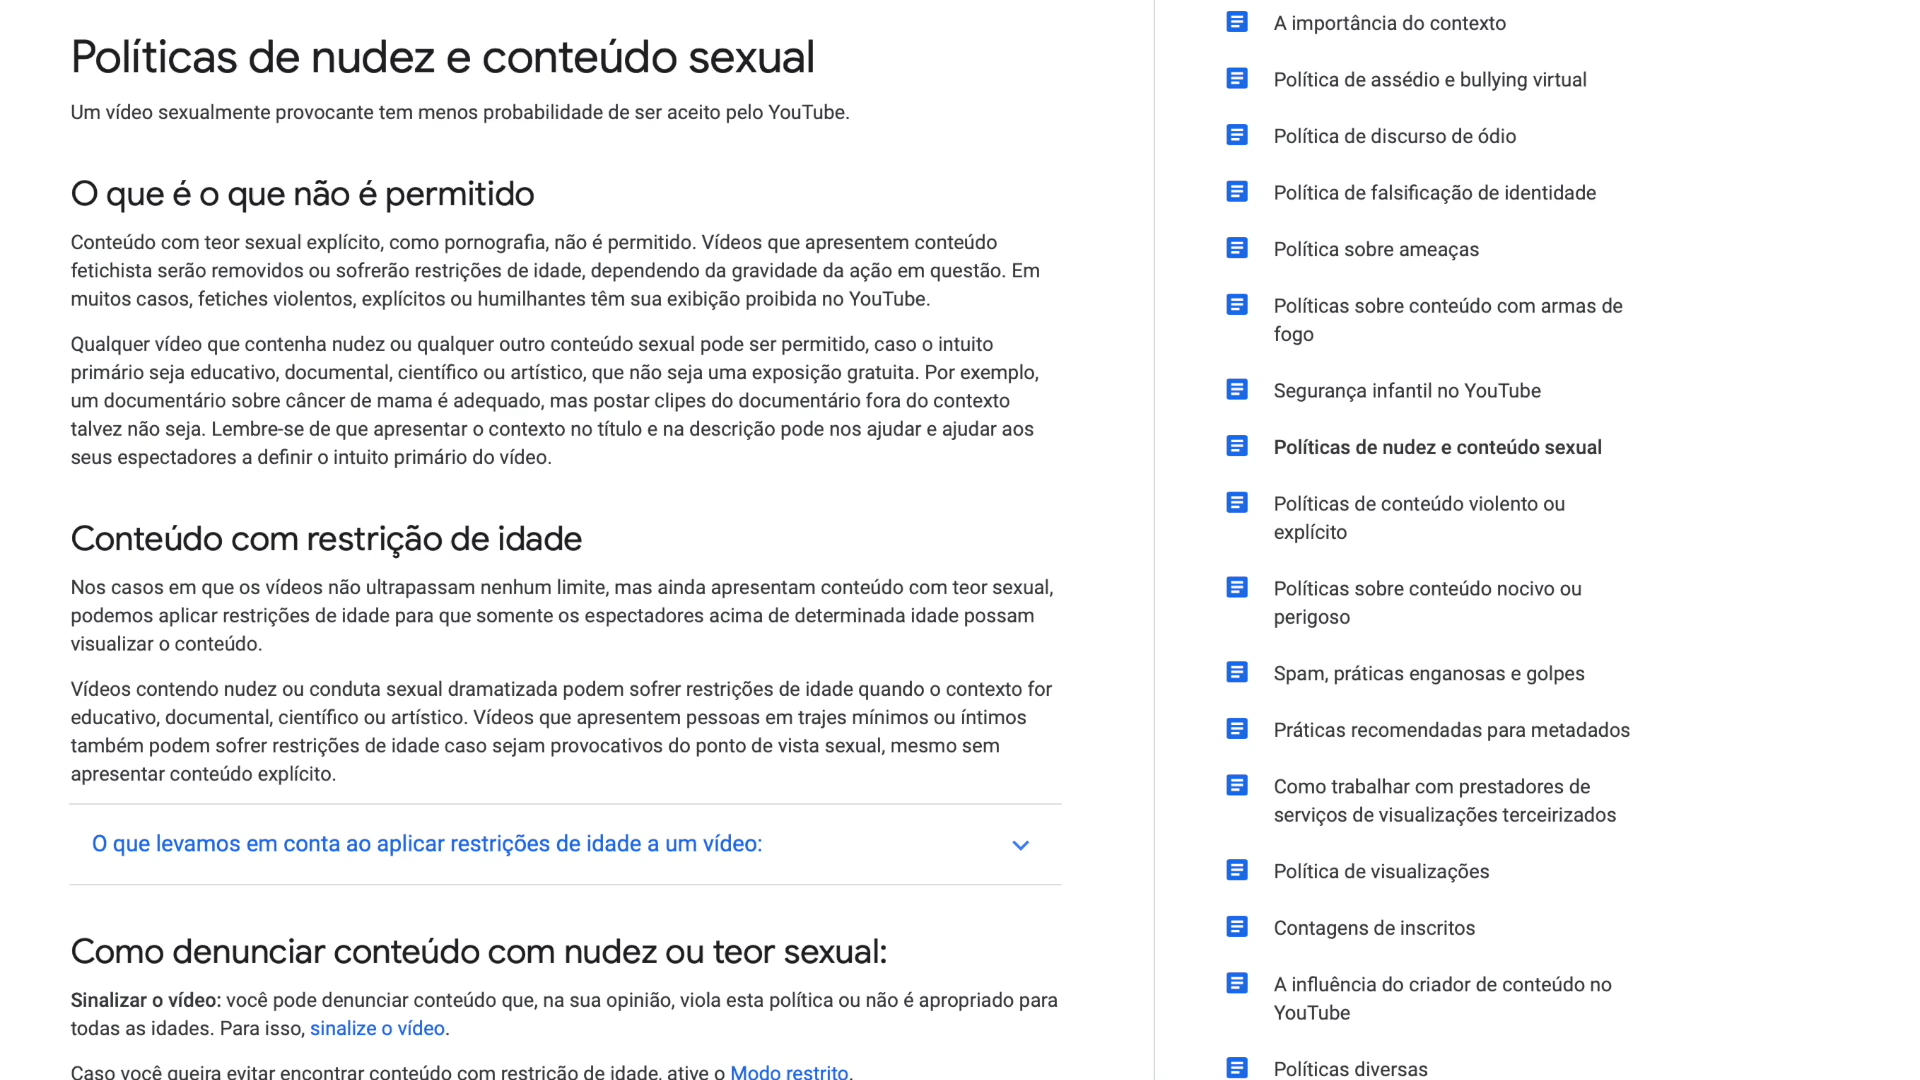 Políticas de nudez e conteúdo sexual
Um vídeo sexualmente provocante tem menos probabilidade de ser aceito pelo YouTube.
O que é o que não é permitido
Conteúdo com teor sexual explícito, como pornografia, não é permitido. Vídeos que apresentem conteúdo
fetichista serão removidos ou sofrerão restrições de idade, dependendo da gravidade da ação em questão. Em
muitos casos, fetiches violentos, explícitos ou humilhantes têm sua exibição proibida no YouTube.
Qualquer vídeo que contenha nudez ou qualquer outro conteúdo sexual pode ser permitido, caso o intuito
primário seja educativo, documental, científico ou artístico, que não seja uma exposição gratuita. Por exemplo,
um documentário sobre câncer de mama é adequado, mas postar clipes do documentário fora do contexto
talvez não seja. Lembre-se de que apresentar o contexto no título e na descrição pode nos ajudar e ajudar aos
seus espectadores a definir o intuito primário do vídeo.
Conteúdo com restrição de idade
Nos casos em que os vídeos não ultrapassam nenhum limite, mas ainda apresentam conteúdo com teor sexual,
podemos aplicar restrições de idade para que somente os espectadores acima de determinada idade possam
visualizar o conteúdo.
Vídeos contendo nudez ou conduta sexual dramatizada podem sofrer restrições de idade quando o contexto for
educativo, documental, científico ou artístico. Vídeos que apresentem pessoas em trajes mínimos ou íntimos
também podem sofrer restrições de idade caso sejam provocativos do ponto de vista sexual, mesmo sem
apresentar conteúdo explícito.
O que levamos em conta ao aplicar restrições de idade a um vídeo:
Como denunciar conteúdo com nudez ou teor sexual:
Sinalizar o vídeo: você pode denunciar conteúdo que, na sua opinião, viola esta política ou não é apropriado para
todas as idades. Para isso, sinalize o vídeo.
Caso você queira evitar encontrar conteúdo com restrição de idade, ative o Modo restrito.
A importância do contexto
Política de assédio e bullying virtual
Política de discurso de ódio
Política de falsificação de identidade
Política sobre ameaças
Políticas sobre conteúdo com armas de
fogo
Segurança infantil no YouTube
Políticas de nudez e conteúdo sexual
Políticas de conteúdo violento ou
explícito
Políticas sobre conteúdo nocivo ou
perigoso
Spam, práticas enganosas e golpes
Práticas recomendadas para metadados
Como trabalhar com prestadores de
serviços de visualizações terceirizados
Política de visualizações
Contagens de inscritos
A influência do criador de conteúdo no
YouTube
Políticas diversas